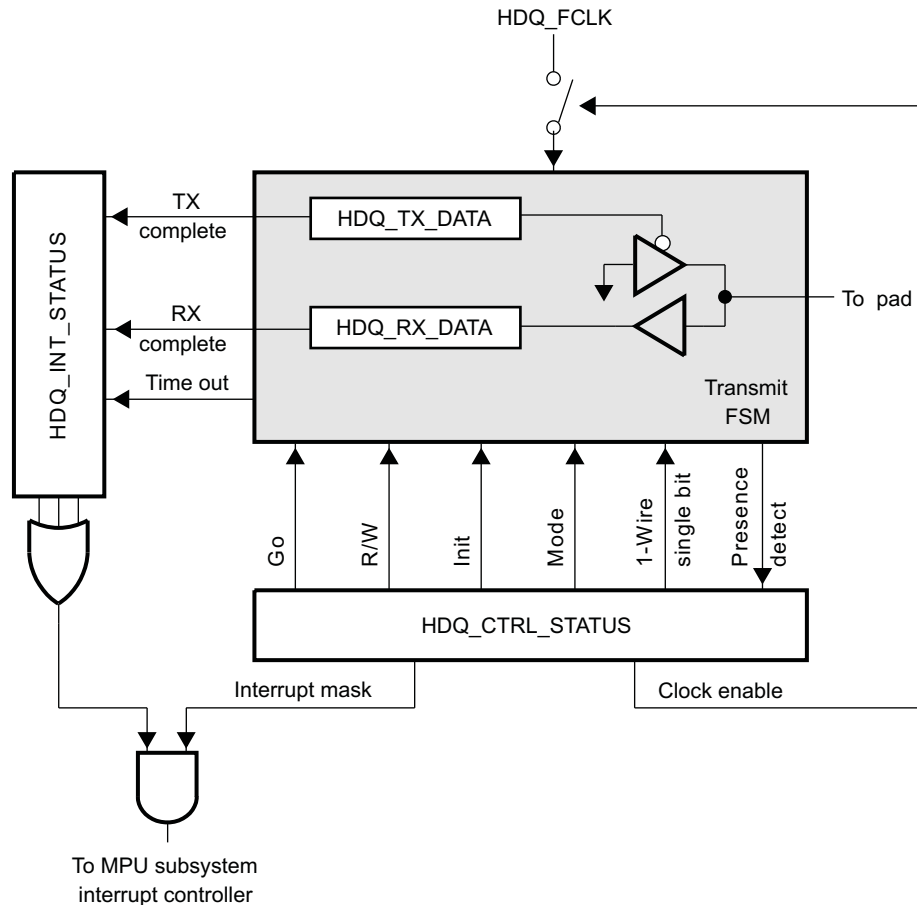 HDQ_FCLK
TX
complete
HDQ_TX_DATA
HDQ_INT_STATUS
To pad
RX
complete
HDQ_RX_DATA
Time out
Transmit
FSM
Go
R/W
Init
Mode
1-Wire
single bit
Presence
detect
HDQ_CTRL_STATUS
Interrupt mask
Clock enable
To MPU subsystem
interrupt controller